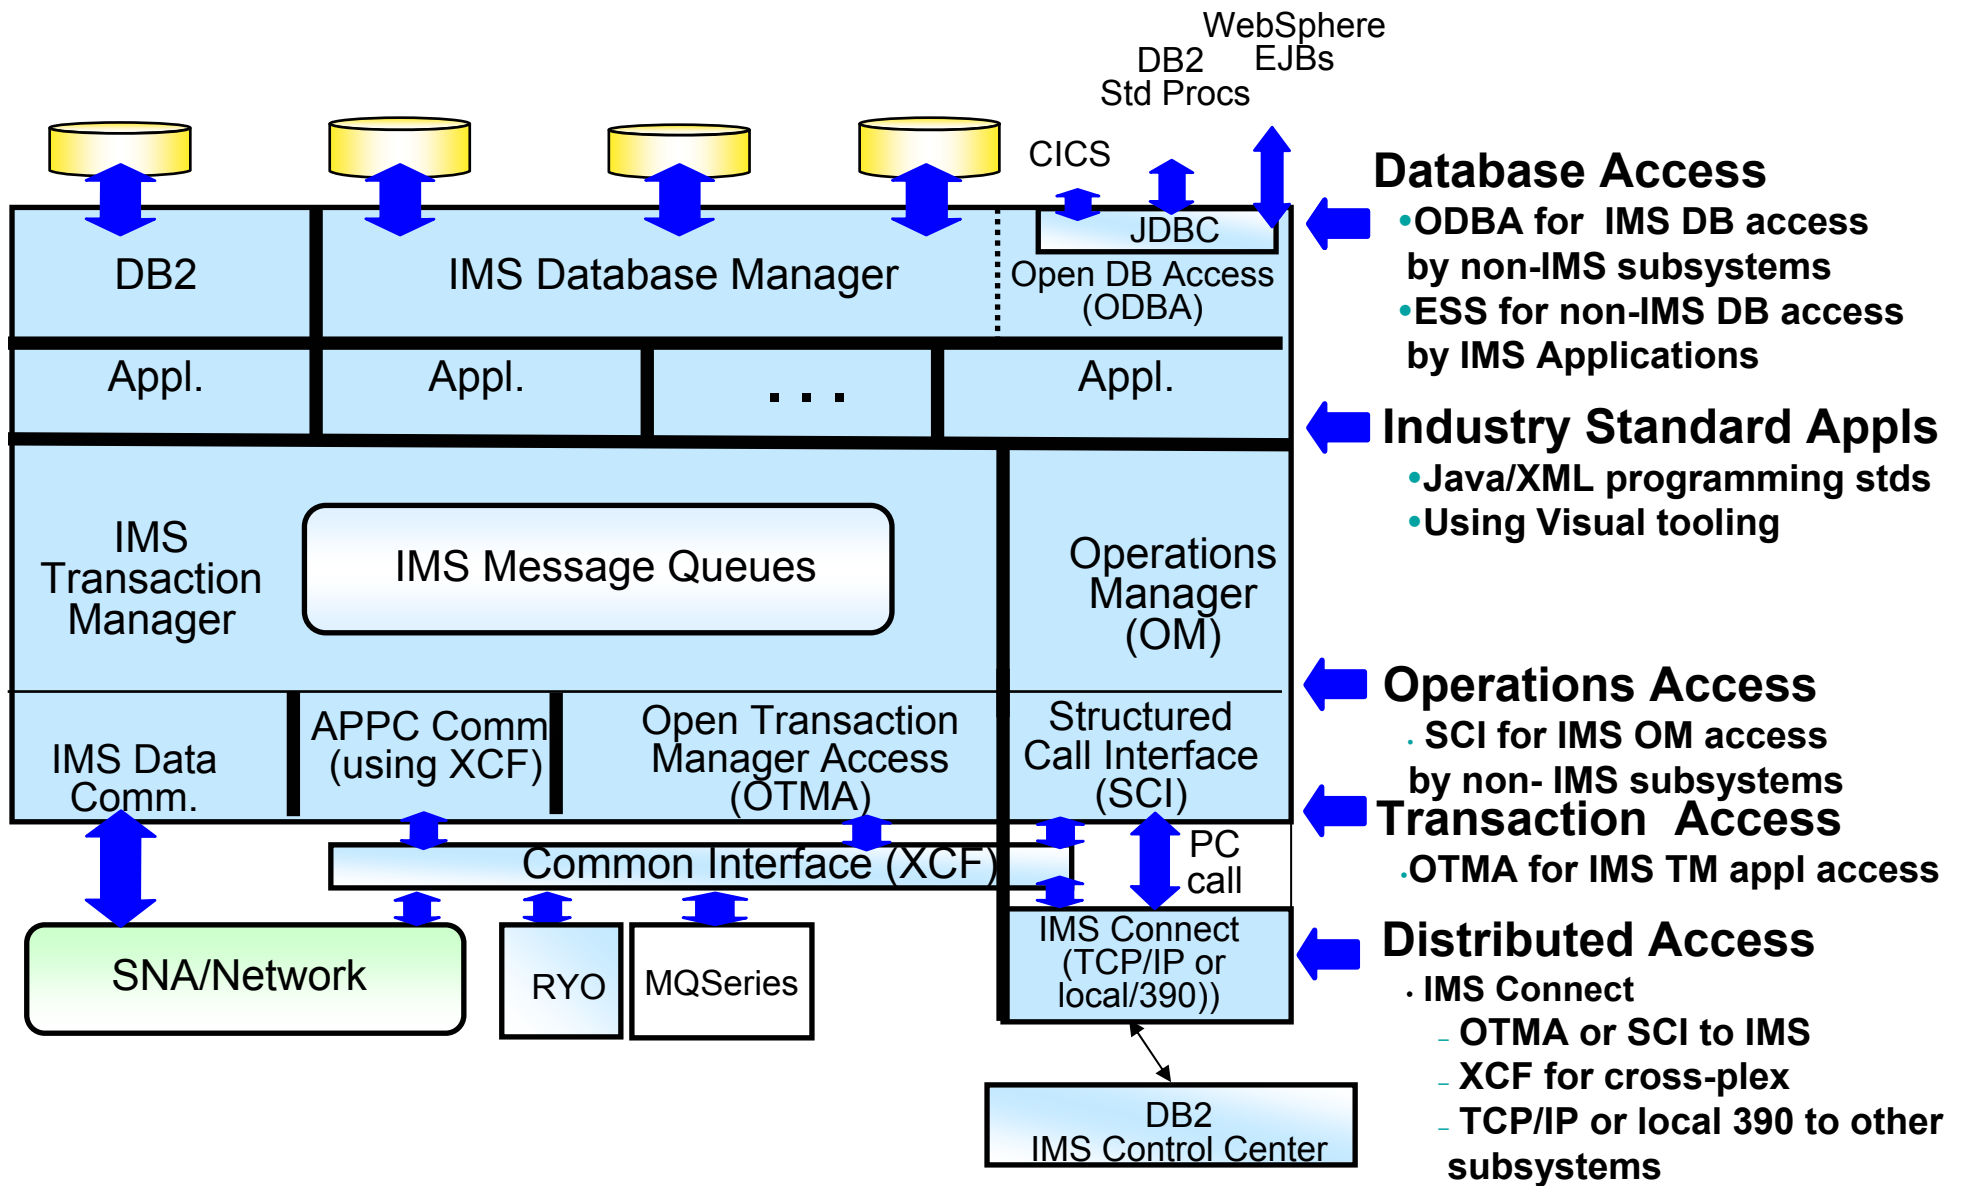 WebSphere
EJBs
DB2
Std Procs
CICS
JDBC
DB2
IMS Database Manager
Open DB Access
(ODBA)
Appl.
Appl.
. . .
Appl.
IMS
Transaction
Manager
IMS Message Queues
Operations
Manager
(OM)
IMS Data
Comm.
APPC Comm
(using XCF)
Open Transaction
Manager Access
(OTMA)
Structured
Call Interface
(SCI)
Common Interface (XCF)
PC
call
SNA/Network
RYO
MQSeries
IMS Connect
(TCP/IP or
local/390))
DB2
IMS Control Center
Database Access
•ODBA for IMS DB access
by non-IMS subsystems
•ESS for non-IMS DB access
by IMS Applications
Industry Standard Appls
•Java/XML programming stds
•Using Visual tooling
Operations Access
· SCI for IMS OM access
by non- IMS subsystems
Transaction Access
·OTMA for IMS TM appl access
Distributed Access
· IMS Connect
– OTMA or SCI to IMS
– XCF for cross-plex
– TCP/IP or local 390 to other
subsystems